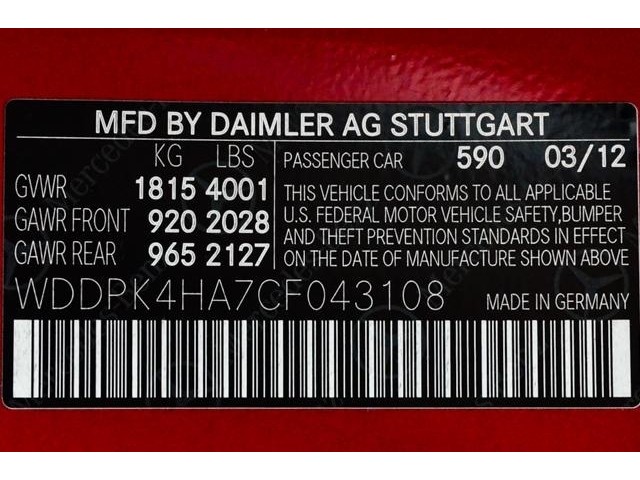 MFD BY DAIMLER AG STUTTGART
KG LBS
GVWR 1815 4001
GAWR FRONT 920 2028
GAWR REAR 965 2127
PASSENGER CAR 590 03/12
THIS VEHICLE CONFORMS TO ALL APPLICABLE
U.S. FEDERAL MOTOR VEHICLE SAFETY,BUMPER
AND THEFT PREVENTION STANDARDS IN EFFECT
ON THE DATE OF MANUFACTURE SHOWN ABOVE
WDDPK4HA7CF043108
MADE IN GERMANY